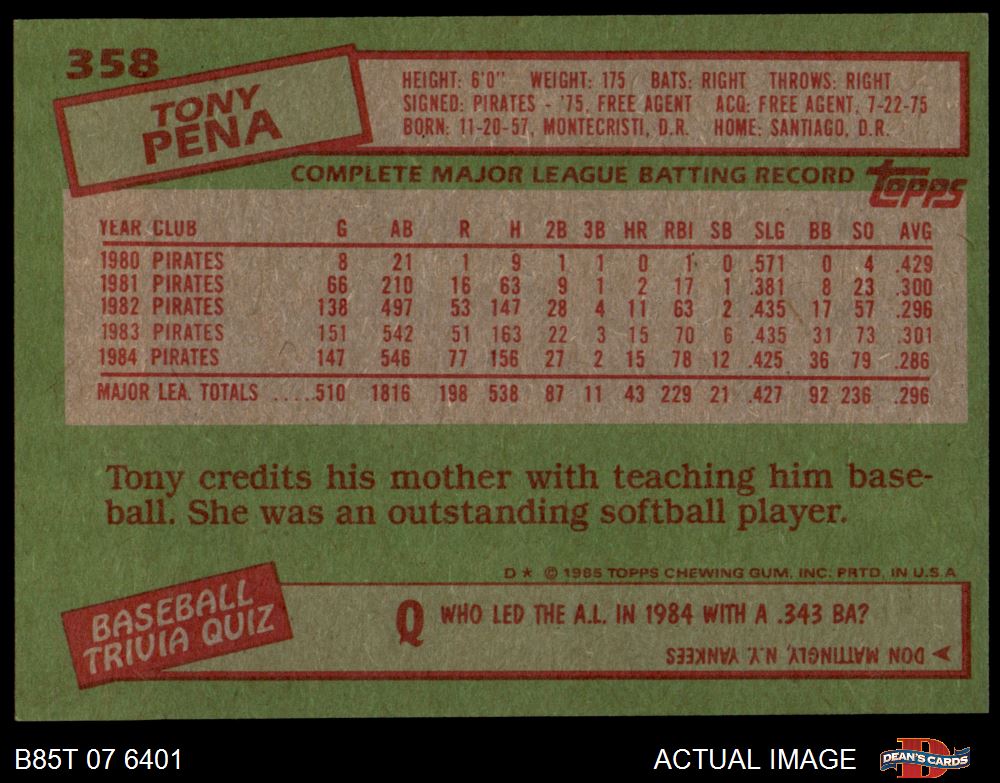 358
TONY
PENA
HEIGHT: 6'0" WEIGHT: 175 BATS: RIGHT THROWS: RIGHT
SIGNED: PIRATES - '75, FREE AGENT ACQ: FREE AGENT, 7-22-75
BORN: 11-20-57, MONTECRISTI, D.R. HOME: SANTIAGO, D.R.
COMPLETE MAJOR LEAGUE BATTING RECORD topps
YEAR CLUB G AB R H 2B 3B HR RBI SB SLG BB SO AVG
1980 PIRATES 8 21 1 9 1 1 0 1 0 .571 0 4 .429
1981 PIRATES 66 210 16 63 9 1 2 17 1 .381 8 23 .300
1982 PIRATES 138 497 53 147 28 4 11 63 2 .435 17 57 .296
1983 PIRATES 151 542 51 163 22 3 15 70 6 .435 31 73 .301
1984 PIRATES 147 546 77 156 27 2 15 78 12 .425 36 79 .286
MAJOR LEA. TOTALS .....510 1816 198 538 87 11 43 229 21 .427 92 236 .296
Tony credits his mother with teaching him base-
ball. She was an outstanding softball player.
D* © 1985 TOPPS CHEWING GUM, INC. PRTD. IN U.S.A
BASEBALL
TRIVIA QUIZ
Q WHO LED THE A.L. IN 1984 WITH A .343 BA?
DON MATTINGLY, N.Y. YANKEES
B85T 07 6401 ACTUAL IMAGE DEAN'S CARDS